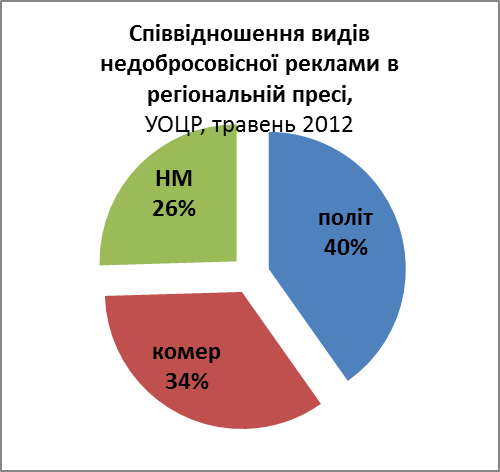 Співвідношення видів
недобросовісної реклами в
регіональній пресі,
УОЦР, травень 2012
НМ
26%
політ
40%
комер
34%